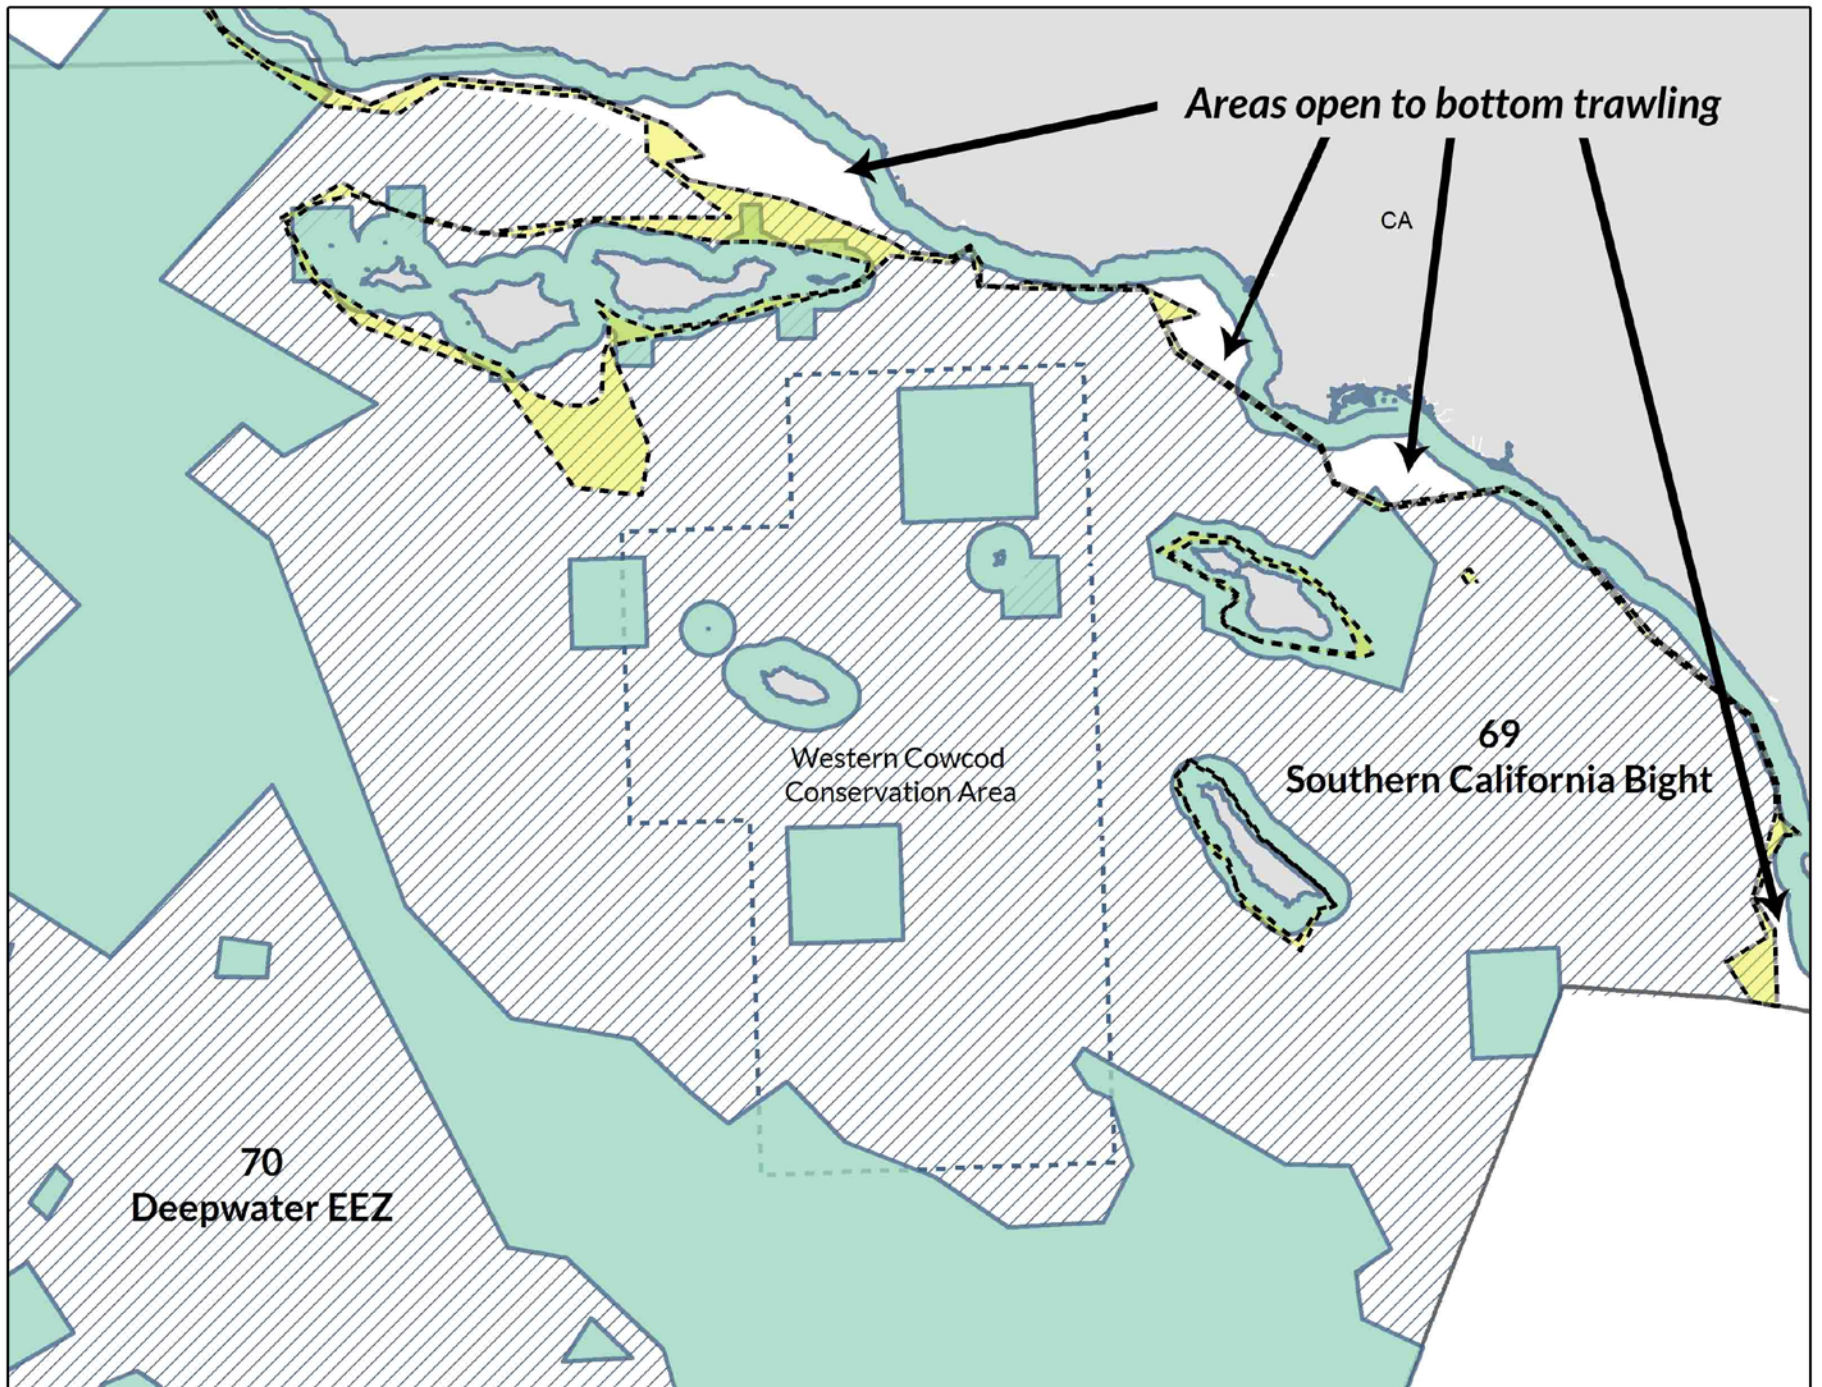 Areas open to bottom trawling
CA
69
Southern California Bight
Western Cowcod
Conservation Area
70
Deepwater EEZ